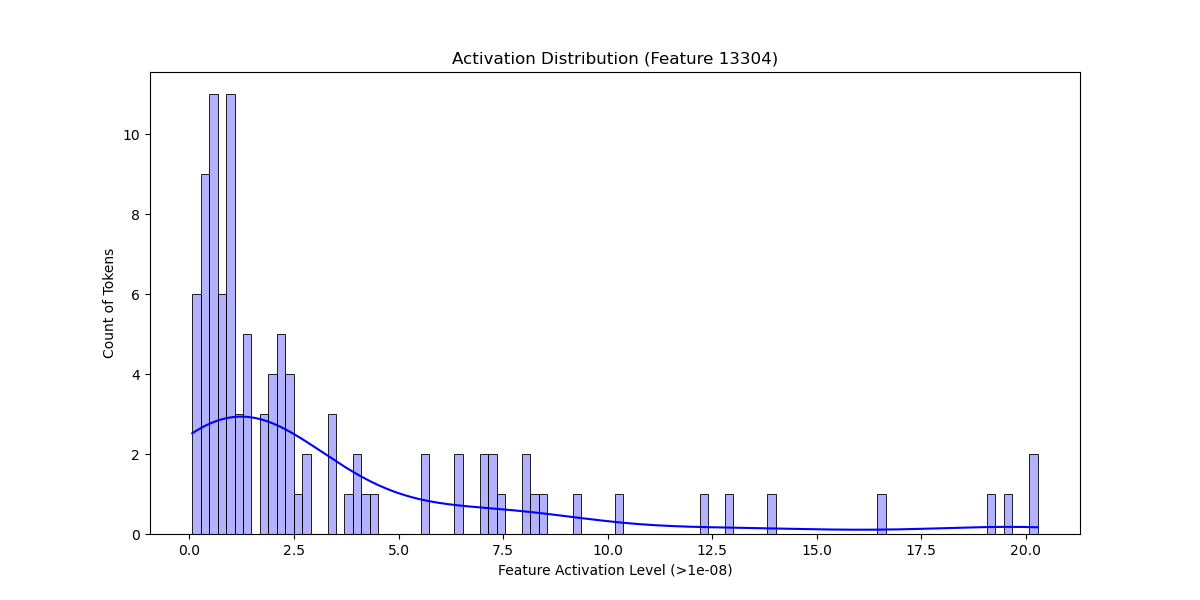 Activation Distribution (Feature 13304)
Count of Tokens
10
8
6
4
2
0
0.0 2.5 5.0 7.5 10.0 12.5 15.0 17.5 20.0
Feature Activation Level (>1e-08)